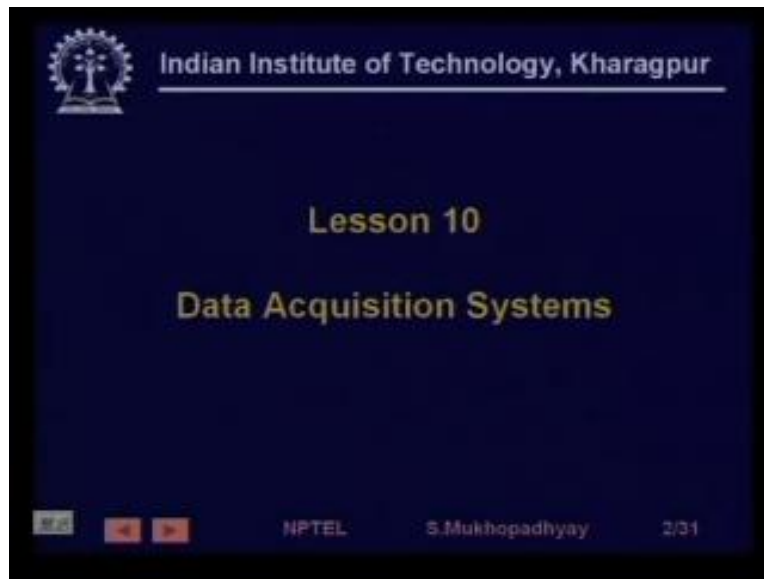 Indian Institute of Technology, Kharagpur
Lesson 10
Data Acquisition Systems
NPTEL S.Mukhopadhyay 2/31